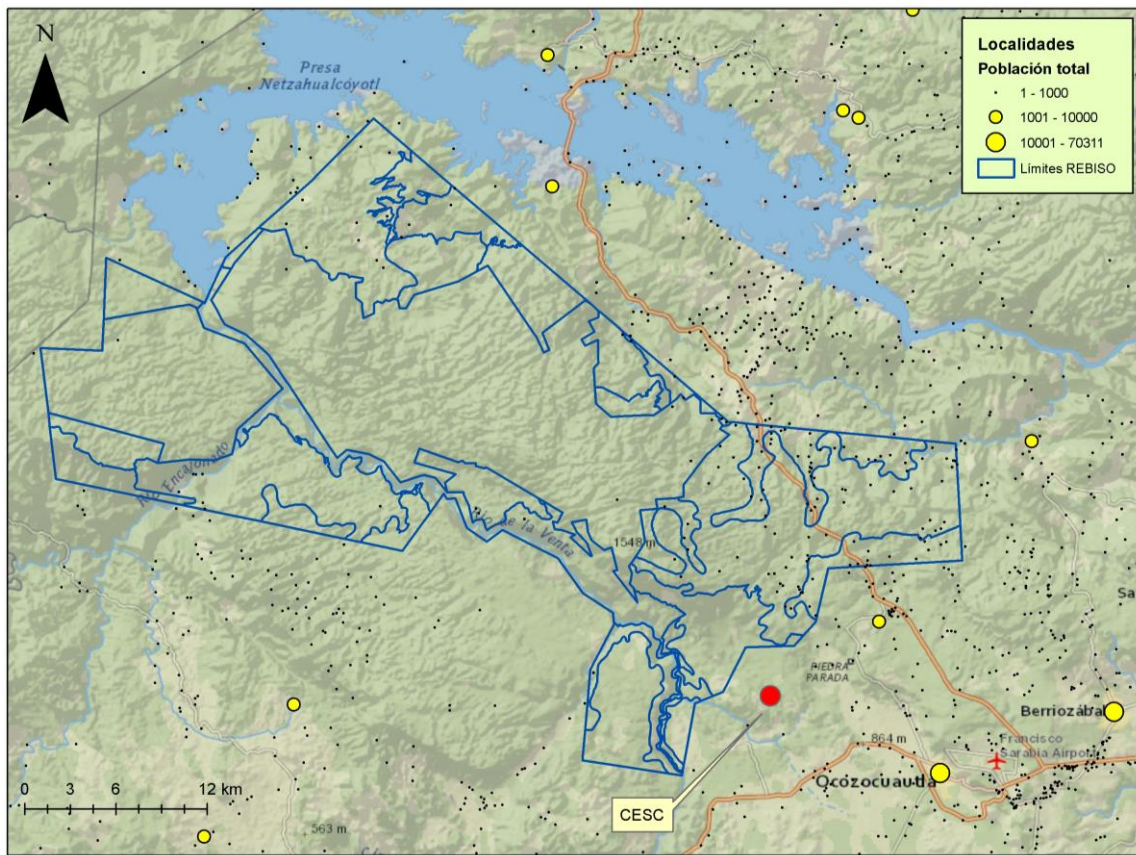 N
Presa
Netzahualcóyotl
Localidades
Población total
1 - 1000
1001 - 10000
10001 - 70311
Límites REBISO
Río Encajonado
Río de la Venta
1548 m
Sa
PIEDRA
PARADA
Berriozábal
864 m
Francisco
Sarabia Airport
Ocozocuautla
CESC
0 3 6 12 km
563 m